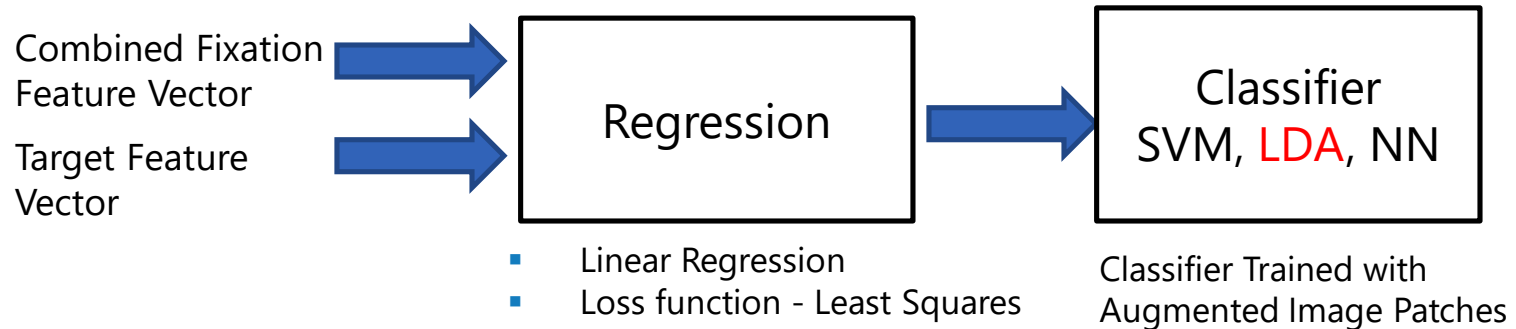 Combined Fixation
Feature Vector
Target Feature
Vector
Regression
▪ Linear Regression
▪ Loss function - Least Squares
Classifier
SVM, LDA, NN
Classifier Trained with
Augmented Image Patches